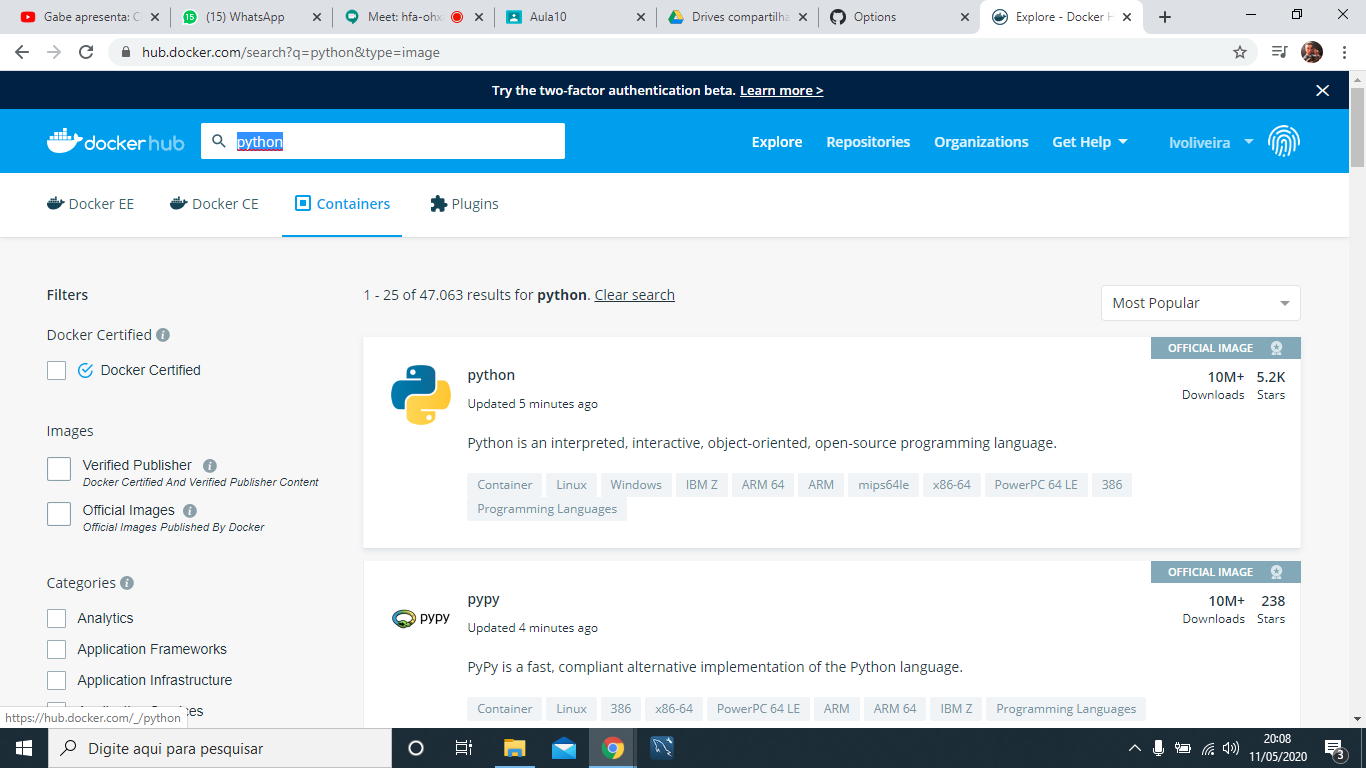 Gabe apresenta: Cl
(15) WhatsApp
Meet: hfa-ohx
Aula10
Drives compartilha
Options
Explore - Docker H
hub.docker.com/search?q=python&type=image
Try the two-factor authentication beta. Learn more >
docker hub
python
Explore
Repositories
Organizations
Get Help
lvoliveira
Docker EE
Docker CE
Containers
Plugins
Filters
1 - 25 of 47.063 results for python. Clear search
Most Popular
Docker Certified
Docker Certified
Images
Verified Publisher
Docker Certified And Verified Publisher Content
Official Images
Official Images Published By Docker
Categories
Analytics
Application Frameworks
Application Infrastructure
OFFICIAL IMAGE
python
10M+ 5.2K
Downloads Stars
Updated 5 minutes ago
Python is an interpreted, interactive, object-oriented, open-source programming language.
Container Linux Windows IBM Z ARM 64 ARM mips64le x86-64 PowerPC 64 LE 386
Programming Languages
OFFICIAL IMAGE
pypy
pypy
10M+ 238
Downloads Stars
Updated 4 minutes ago
PyPy is a fast, compliant alternative implementation of the Python language.
Container Linux 386 x86-64 PowerPC 64 LE ARM ARM 64 IBM Z Programming Languages
https://hub.docker.com/_/python
Digite aqui para pesquisar
20:08
11/05/2020
3